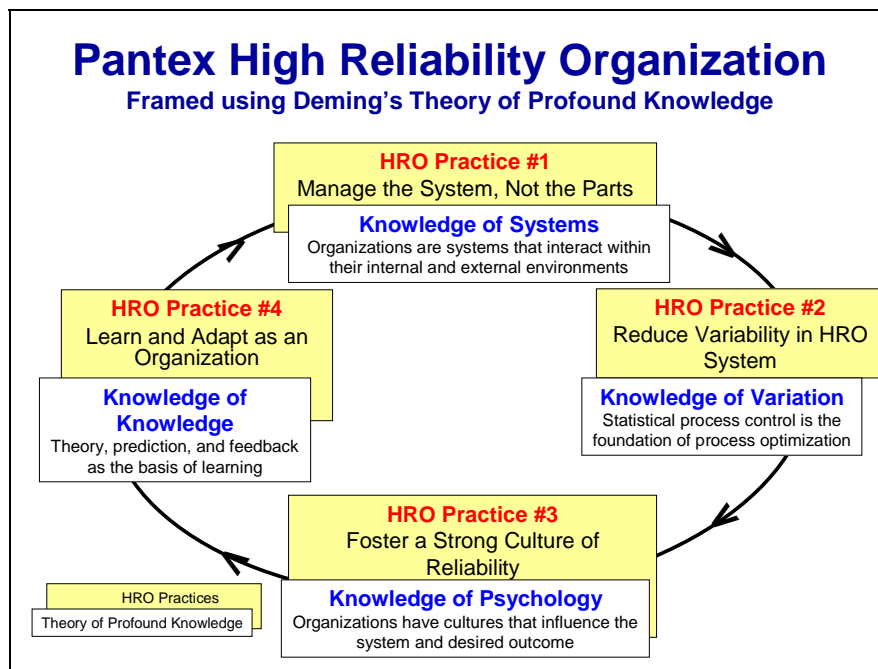 Pantex High Reliability Organization
Framed using Deming's Theory of Profound Knowledge
HRO Practice #1
Manage the System, Not the Parts
Knowledge of Systems
Organizations are systems that interact within
their internal and external environments
HRO Practice #2
Reduce Variability in HRO
System
Knowledge of Variation
Statistical process control is the
foundation of process optimization
HRO Practice #3
Foster a Strong Culture of
Reliability
Knowledge of Psychology
Organizations have cultures that influence the
system and desired outcome
HRO Practice #4
Learn and Adapt as an
Organization
Knowledge of
Knowledge
Theory, prediction, and feedback
as the basis of learning
HRO Practices
Theory of Profound Knowledge